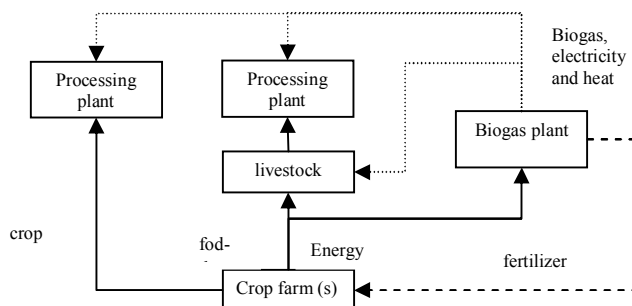 Biogas,
electricity
and heat
Processing
plant
Processing
plant
Biogas plant
livestock
crop
fod-
Energy
fertilizer
Crop farm (s)